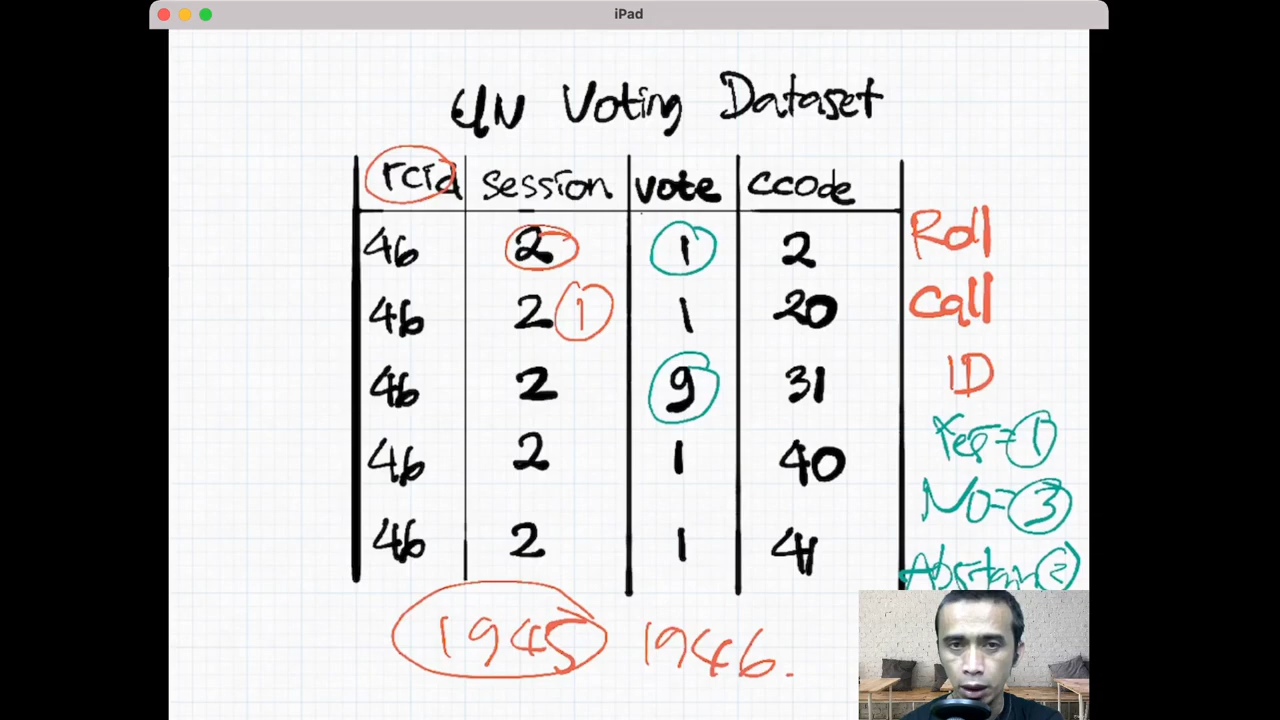 iPad
UN Voting Dataset
rcid session vote ccode
46 2 1 2
46 2 1 1 20
46 2 9 31
46 2 1 40
46 2 1 41
Roll
Call
ID
Yes=1
No=3
Abstain 2
1945 1946.